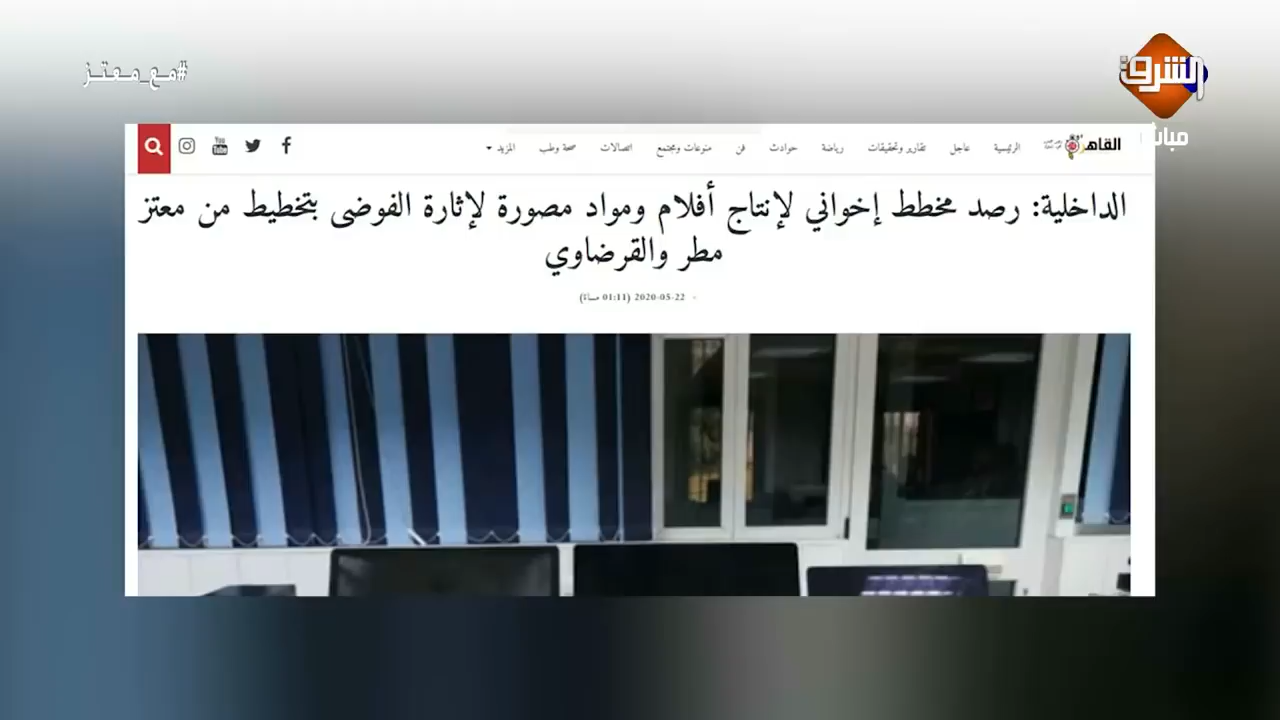 #مع_معتز
الشرق
مباشر
القاهرة
الرئيسية
عاجل
تقارير وتحقيقات
رياضة
حوادث
فن
منوعات ومجتمع
اتصالات
صحة وطب
المزيد
You Tube
الداخلية: رصد مخطط إخواني لإنتاج أفلام ومواد مصورة لإثارة الفوضى بتخطيط من معتز
مطر والقرضاوي
2020-05-22 (01:11 مساءً)